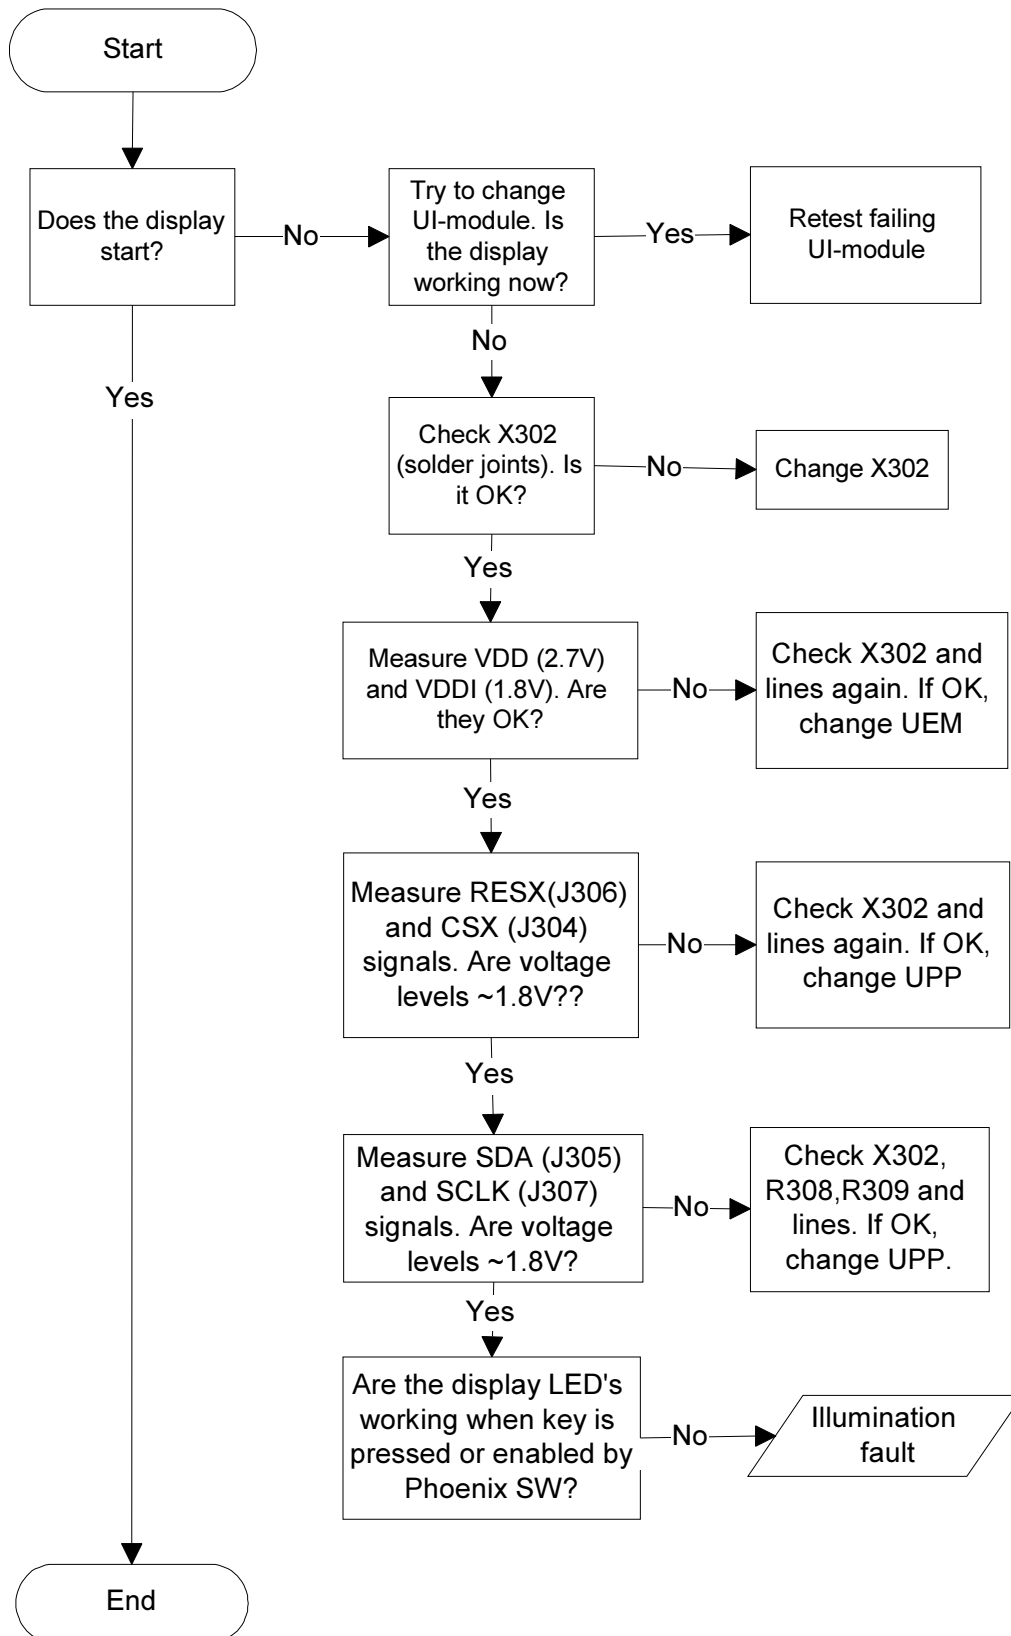 Start
Does the display
start?
No
Try to change
UI-module. Is
the display
working now?
Yes
Retest failing
UI-module
No
Yes
Check X302
(solder joints). Is
it OK?
No
Change X302
Yes
Measure VDD (2.7V)
and VDDI (1.8V). Are
they OK?
No
Check X302 and
lines again. If OK,
change UEM
Yes
Measure RESX(J306)
and CSX (J304)
signals. Are voltage
levels ~1.8V??
No
Check X302 and
lines again. If OK,
change UPP
Yes
Measure SDA (J305)
and SCLK (J307)
signals. Are voltage
levels ~1.8V?
No
Check X302,
R308,R309 and
lines. If OK,
change UPP.
Yes
Are the display LED's
working when key is
pressed or enabled by
Phoenix SW?
No
Illumination
fault
End